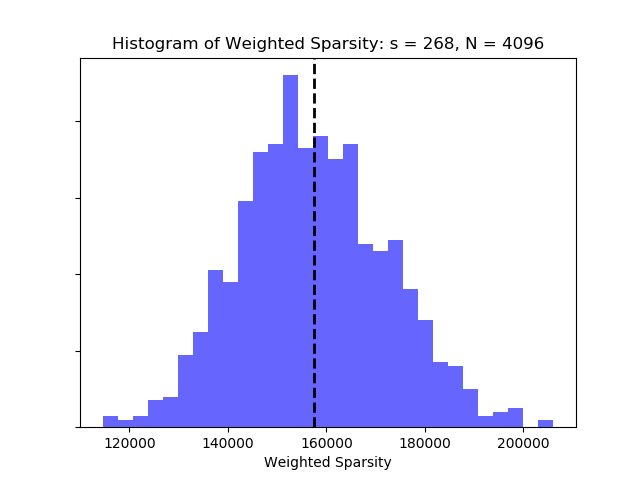 Histogram of Weighted Sparsity: s = 268, N = 4096
120000 140000 160000 180000 200000
Weighted Sparsity